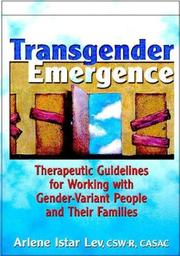 Transgender
Emergence
Therapeutic Guidelines
for Working with
Gender-Variant People
and Their Families
Arlene Istar Lev, CSW-R, CASAC